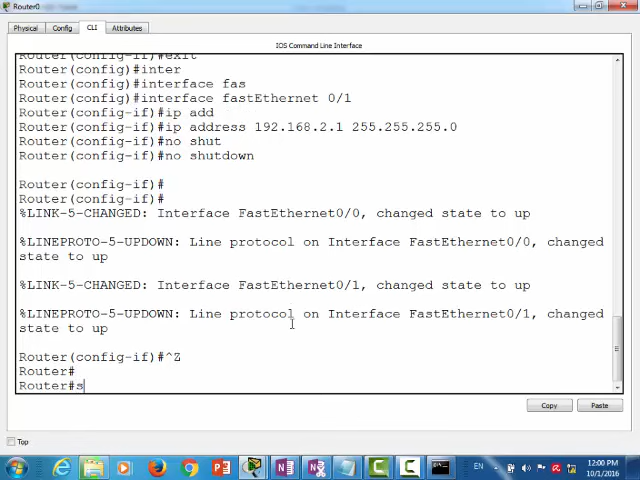 Router0
Physical Config CLI Attributes
IOS Command Line Interface
Router(config)#exit
Router(config)#inter
Router(config)#interface fas
Router(config)#interface fastEthernet 0/1
Router(config-if)#ip add
Router(config-if)#ip address 192.168.2.1 255.255.255.0
Router(config-if)#no shut
Router(config-if)#no shutdown
Router(config-if)#
Router(config-if)#
%LINK-5-CHANGED: Interface FastEthernet0/0, changed state to up
%LINEPROTO-5-UPDOWN: Line protocol on Interface FastEthernet0/0, changed
state to up
%LINK-5-CHANGED: Interface FastEthernet0/1, changed state to up
%LINEPROTO-5-UPDOWN: Line protocol on Interface FastEthernet0/1, changed
state to up
Router(config-if)#^Z
Router#
Router#s
Copy Paste
Top
EN
12:00 PM
10/1/2016